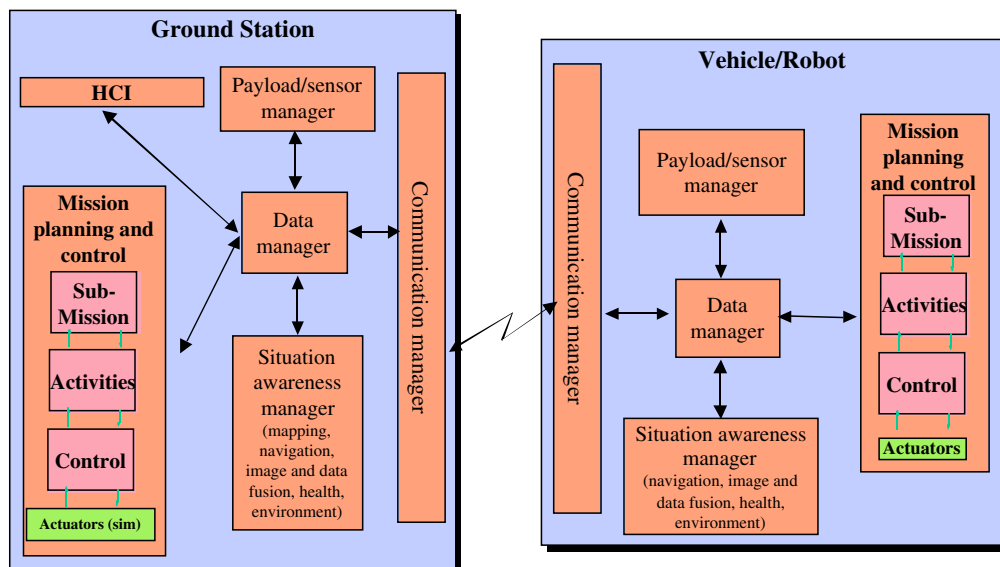 Ground Station
HCI
Payload/sensor
manager
Mission
planning and
control
Sub-
Mission
Activities
Control
Actuators (sim)
Data
manager
Situation
awareness
manager
(mapping,
navigation,
image and data
fusion, health,
environment)
Communication manager
Vehicle/Robot
Communication manager
Payload/sensor
manager
Data
manager
Situation awareness
manager
(navigation, image and
data fusion, health,
environment)
Mission
planning
and control
Sub-
Mission
Activities
Control
Actuators